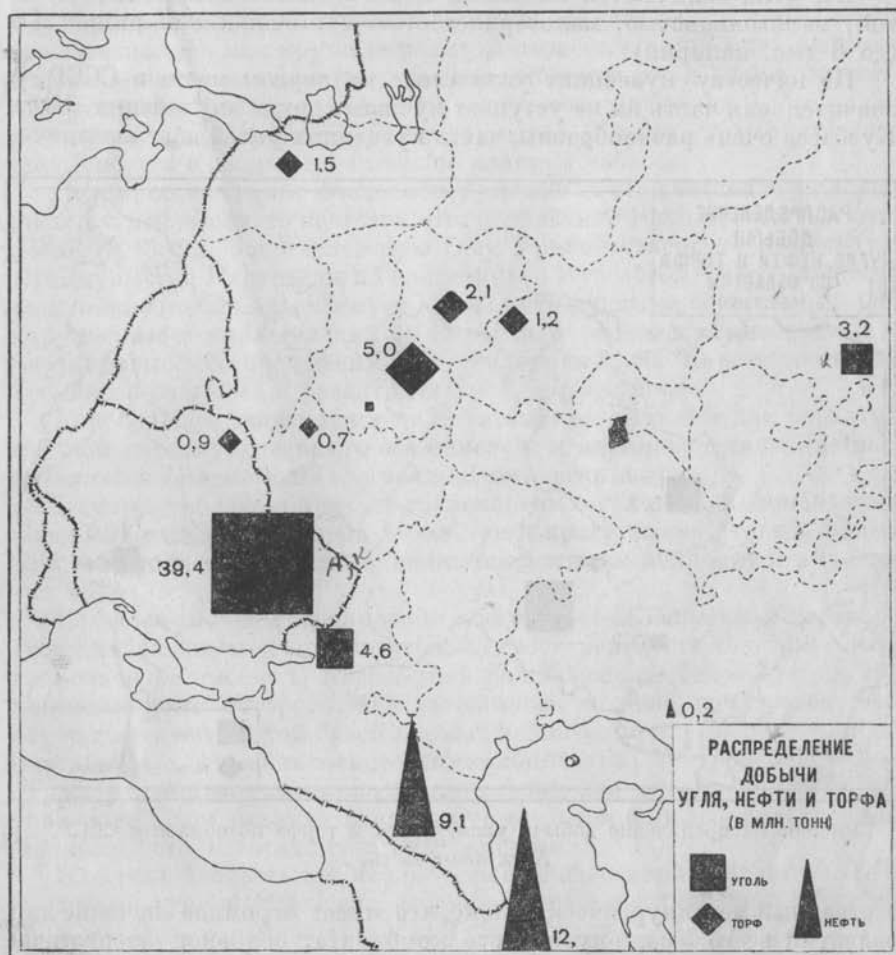 1.5
2,1
1,2
5,0
3.2
0,9
0,7
39,4
4,6
0,2
9,1
12,
РАСПРЕДЕЛЕНИЕ
ДОБЫЧИ
УГЛЯ, НЕФТИ И ТОРФА
(В МЛН. ТОНН)
УГОЛЬ
ТОРФ
НЕФТЬ